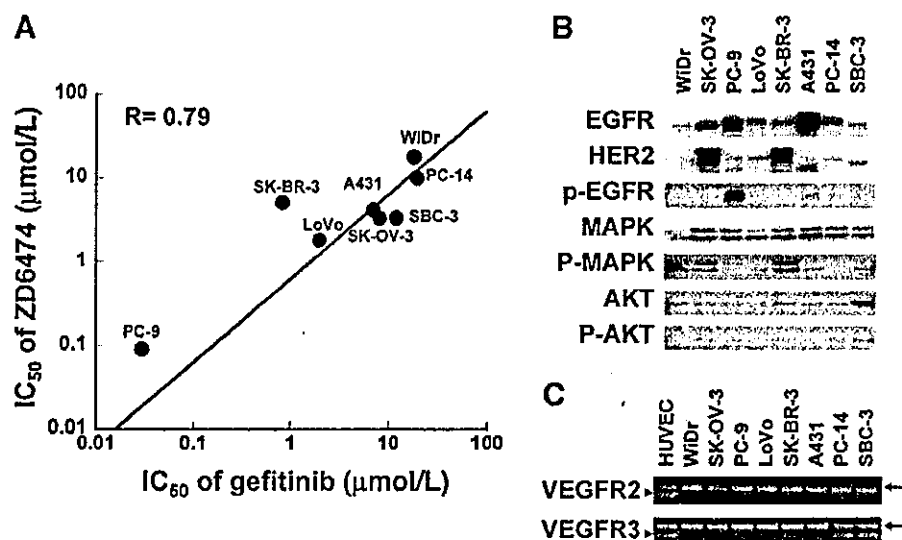 A
R= 0.79
IC50 of ZD6474 (μmol/L)
100
10
1
0.1
0.01
WiDr
PC-14
SK-BR-3
A431
LoVo
SBC-3
SK-OV-3
PC-9
0.01
0.1
1
10
100
IC50 of gefitinib (μmol/L)
B
WiDr
SK-OV-3
PC-9
LoVo
SK-BR-3
A431
PC-14
SBC-3
EGFR
HER2
p-EGFR
MAPK
P-MAPK
AKT
P-AKT
C
HUVEC
WiDr
SK-OV-3
PC-9
LoVo
SK-BR-3
A431
PC-14
SBC-3
VEGFR2
VEGFR3